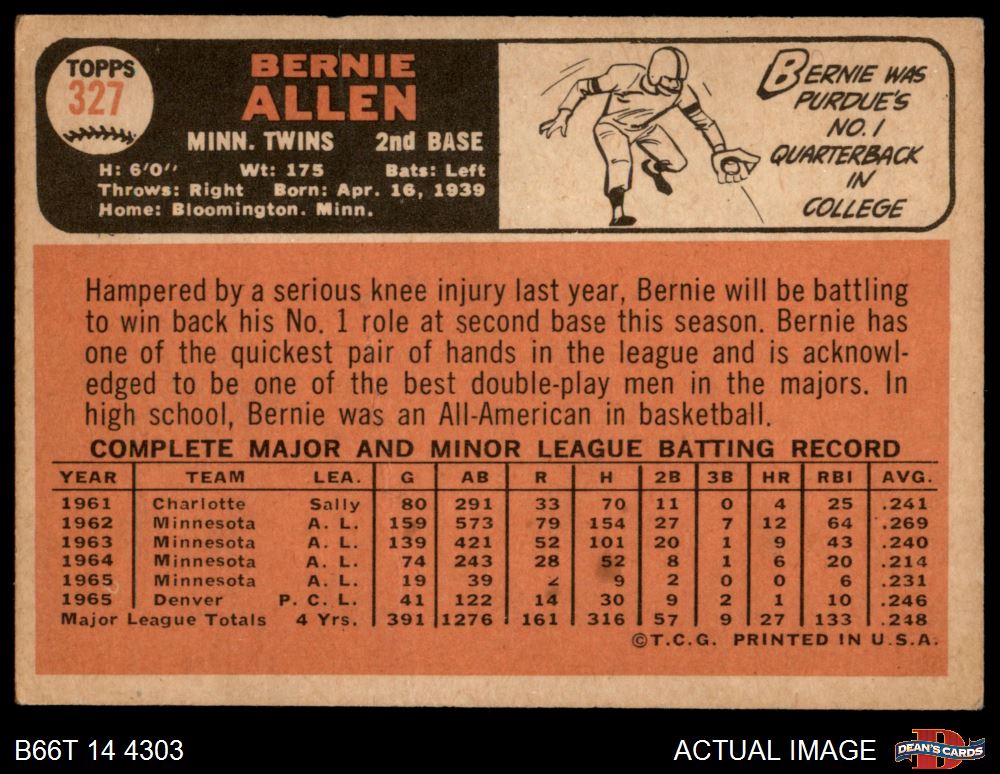 TOPPS
327
BERNIE
ALLEN
MINN. TWINS 2nd BASE
H: 6'0" Wt: 175 Bats: Left
Throws: Right Born: Apr. 16, 1939
Home: Bloomington. Minn.
BERNIE WAS
PURDUE'S
NO. 1
QUARTERBACK
IN
COLLEGE
Hampered by a serious knee injury last year, Bernie will be battling
to win back his No. 1 role at second base this season. Bernie has
one of the quickest pair of hands in the league and is acknowl-
edged to be one of the best double-play men in the majors. In
high school, Bernie was an All-American in basketball.
COMPLETE MAJOR AND MINOR LEAGUE BATTING RECORD
YEAR TEAM LEA. G AB R H 2B 3B HR RBI AVG.
1961 Charlotte Sally 80 291 33 70 11 0 4 25 .241
1962 Minnesota A. L. 159 573 79 154 27 7 12 64 .269
1963 Minnesota A. L. 139 421 52 101 20 1 9 43 .240
1964 Minnesota A. L. 74 243 28 52 8 1 6 20 .214
1965 Minnesota A. L. 19 39 2 9 2 0 0 6 .231
1965 Denver P. C. L. 41 122 14 30 9 2 1 10 .246
Major League Totals 4 Yrs. 391 1276 161 316 57 9 27 133 .248
©T.C.G. PRINTED IN U.S.A.
B66T 14 4303
ACTUAL IMAGE
DEAN'S CARDS